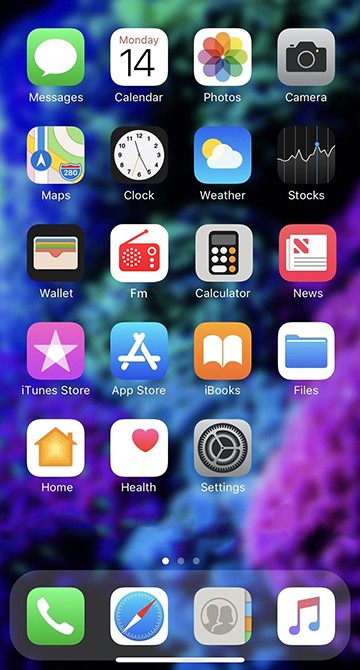 Monday
14
Messages
Calendar
Photos
Camera
280
Maps
Clock
Weather
Stocks
Wallet
Fm
Calculator
News
iTunes Store
App Store
iBooks
Files
Home
Health
Settings